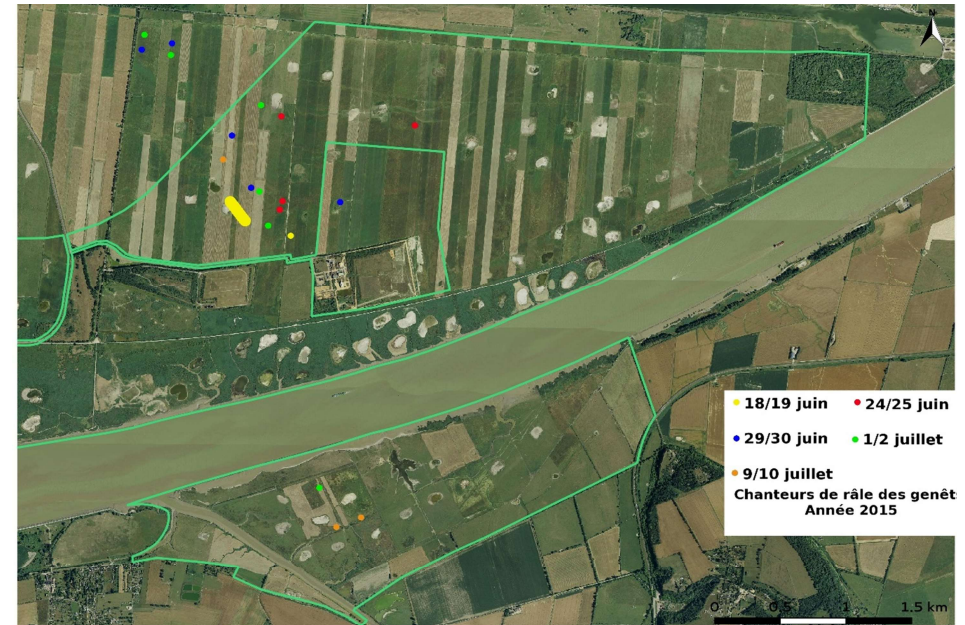 N
18/19 juin
24/25 juin
29/30 juin
1/2 juillet
9/10 juillet
Chanteurs de râle des genêts
Année 2015
0 0.5 1 1.5 km